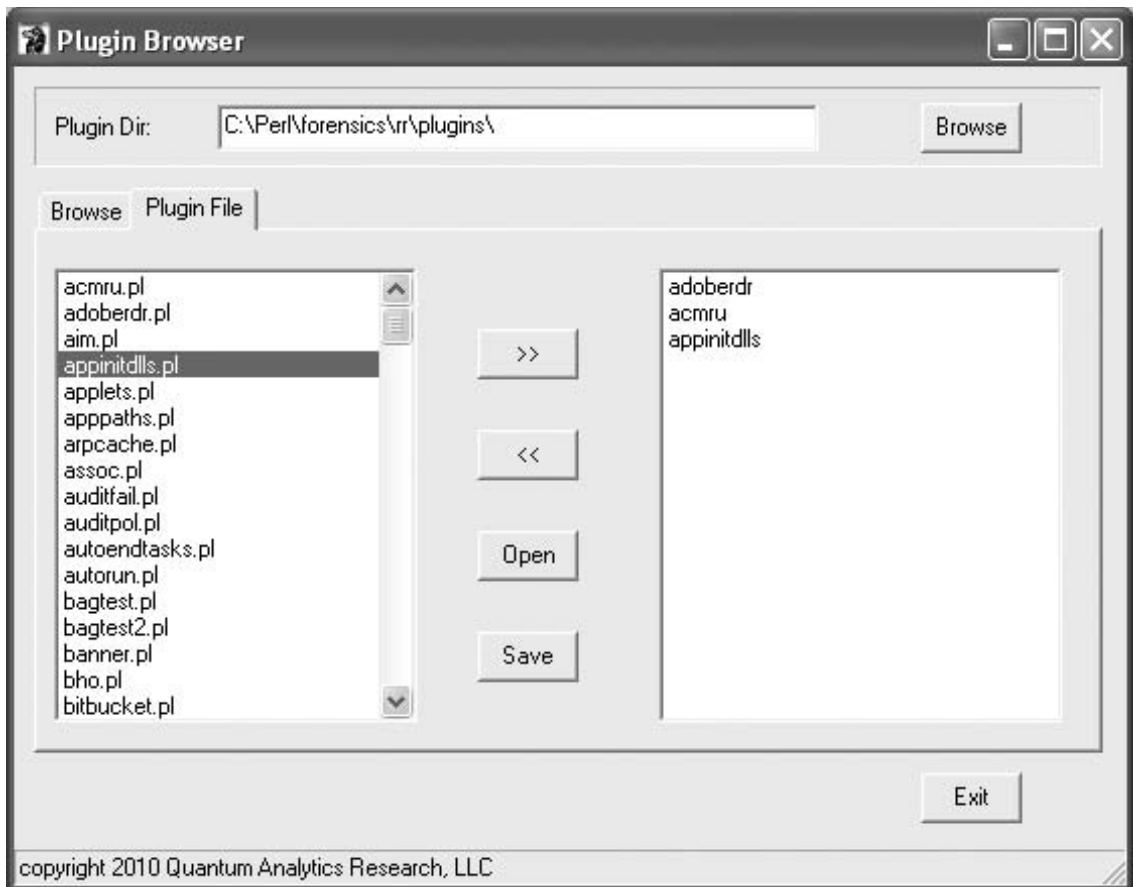 Plugin Browser
Plugin Dir: C:\Perl\forensics\rr\plugins\ Browse
Browse Plugin File
acmru.pl
adoberdr.pl
aim.pl
appinitdlls.pl
applets.pl
apppaths.pl
arpcache.pl
assoc.pl
auditfail.pl
auditpol.pl
autoendtasks.pl
autorun.pl
bagtest.pl
bagtest2.pl
banner.pl
bho.pl
bitbucket.pl
>>
<<
Open
Save
adoberdr
acmru
appinitdlls
Exit
copyright 2010 Quantum Analytics Research, LLC